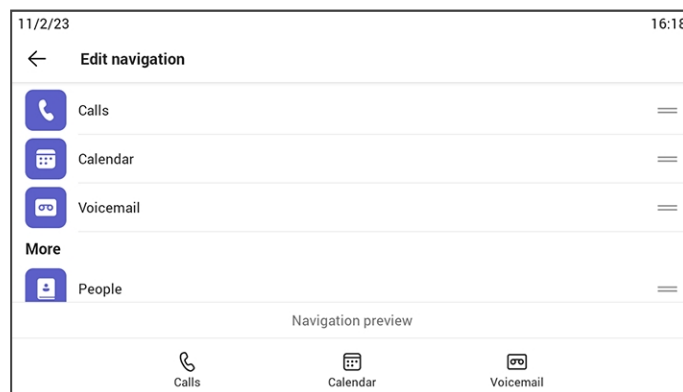 11/2/23 16:18
Edit navigation
Calls
Calendar
Voicemail
More
People
Navigation preview
Calls Calendar Voicemail